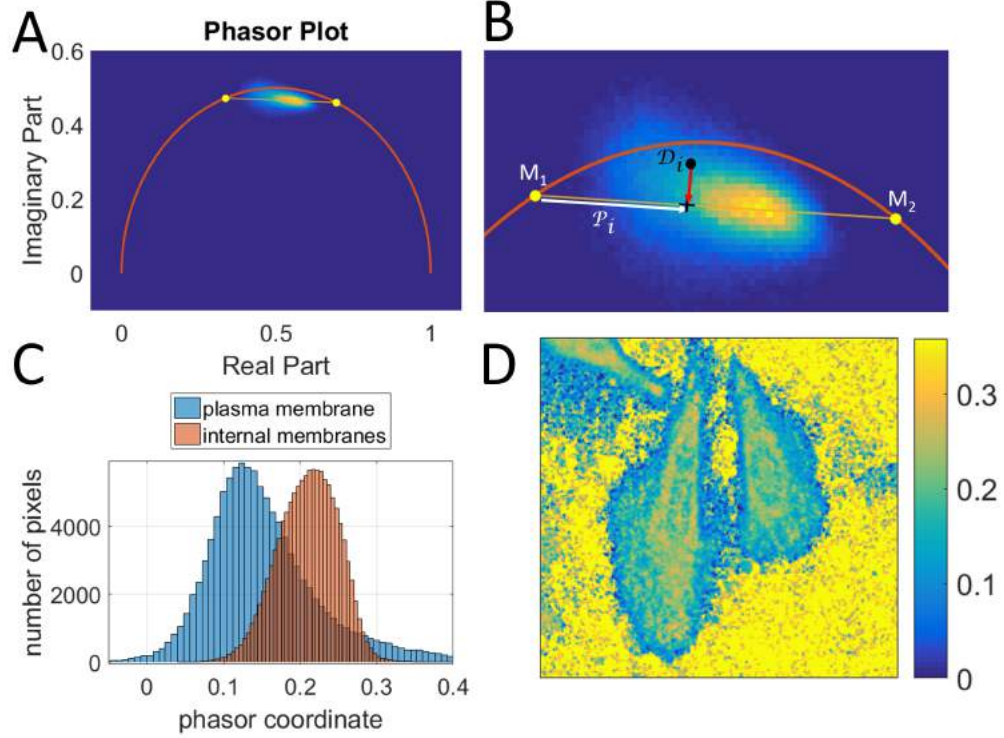 A
Phasor Plot
0.6
0.4
0.2
0
Imaginary Part
0 0.5 1
Real Part
B
M1
𝒟i
𝒫i
M2
C
plasma membrane
internal membranes
4000
2000
0
number of pixels
0 0.1 0.2 0.3 0.4
phasor coordinate
D
0.3
0.2
0.1
0